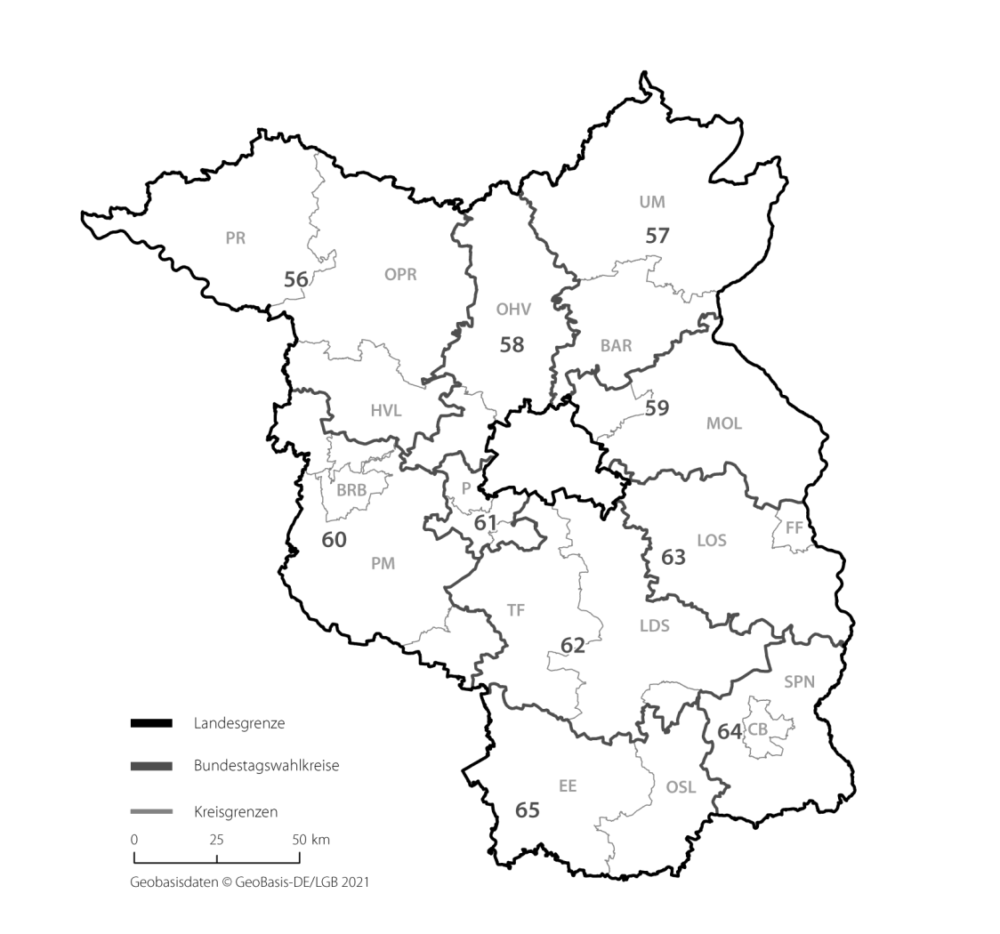 UM
57
PR
56
OPR
OHV
58
BAR
HVL
59
MOL
BRB
P
61
FF
60
LOS
63
PM
TF
LDS
62
SPN
64
CB
EE
OSL
65
Landesgrenze
Bundestagswahlkreise
Kreisgrenzen
0 25 50 km
Geobasisdaten © GeoBasis-DE/LGB 2021